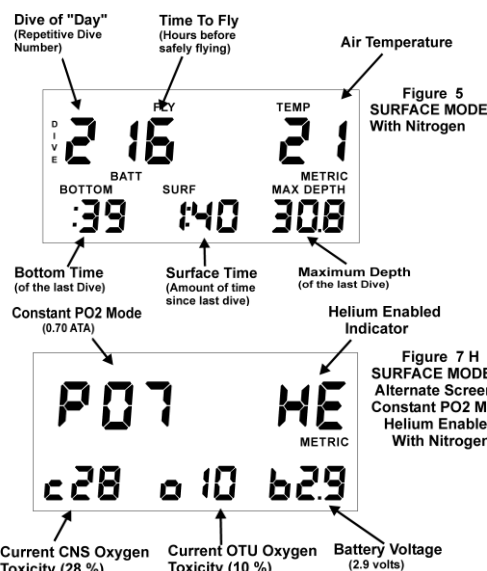 Dive of "Day"
(Repetitive Dive
Number)
Time To Fly
(Hours before
safely flying)
Air Temperature
Figure 5
SURFACE MODE
With Nitrogen
DIVE
FLY
TEMP
2 16 21
BATT
METRIC
BOTTOM
SURF
MAX DEPTH
:39 1:40 30.8
Bottom Time
(of the last Dive)
Surface Time
(Amount of time
since last dive)
Maximum Depth
(of the last Dive)
Constant PO2 Mode
(0.70 ATA)
Helium Enabled
Indicator
Figure 7 H
SURFACE MODE
Alternate Screen
Constant PO2 M
Helium Enable
With Nitrogen
PO7 HE
METRIC
c28 o 10 b2.9
Current CNS Oxygen
Toxicity (28 %)
Current OTU Oxygen
Toxicity (10 %)
Battery Voltage
(2.9 volts)